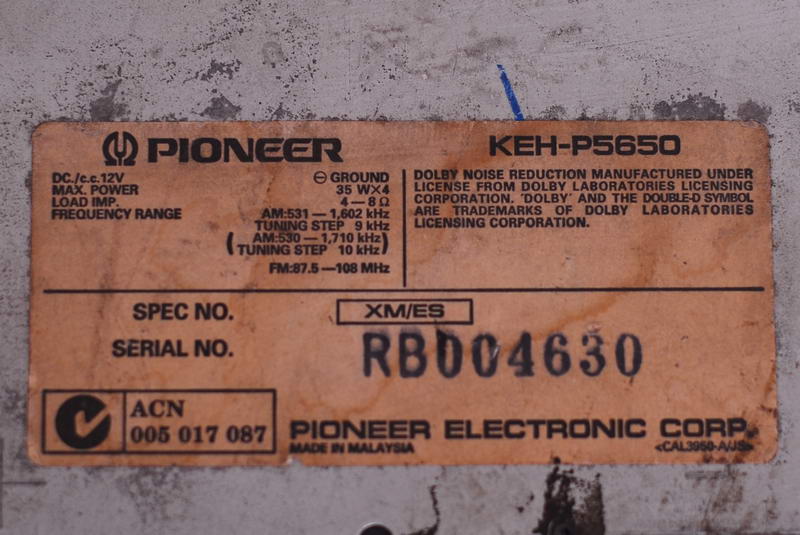 PIONEER
KEH-P5650
DC./c.c.12V ⊖ GROUND
MAX. POWER 35 W×4
LOAD IMP. 4 — 8 Ω
FREQUENCY RANGE AM:531 — 1,602 kHz
TUNING STEP 9 kHz
(AM:530 — 1,710 kHz
TUNING STEP 10 kHz)
FM:87.5 —108 MHz
DOLBY NOISE REDUCTION MANUFACTURED UNDER
LICENSE FROM DOLBY LABORATORIES LICENSING
CORPORATION. 'DOLBY' AND THE DOUBLE-D SYMBOL
ARE TRADEMARKS OF DOLBY LABORATORIES
LICENSING CORPORATION.
SPEC NO. XM/ES
SERIAL NO. RB004630
ACN
005 017 087
PIONEER ELECTRONIC CORP.
MADE IN MALAYSIA <CAL3950-A/JS>